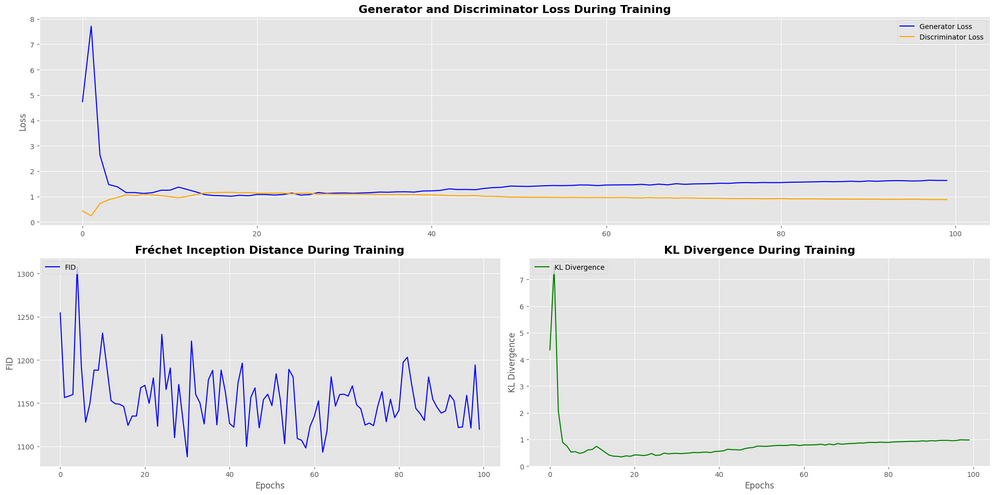 Generator and Discriminator Loss During Training
8
7
6
5
4
3
2
1
0
Loss
Generator Loss
Discriminator Loss
0 20 40 60 80 100
Fréchet Inception Distance During Training
1300
1250
1200
1150
1100
FID
FID
0 20 40 60 80 100
Epochs
KL Divergence During Training
7
6
5
4
3
2
1
0
KL Divergence
KL Divergence
0 20 40 60 80 100
Epochs